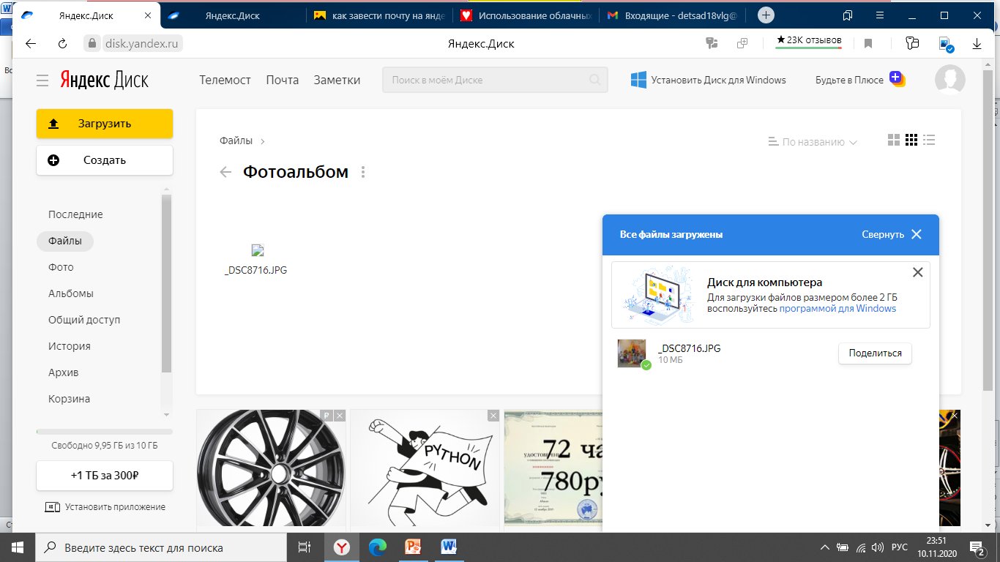 Яндекс.Диск
Яндекс.Диск
как завести почту на янде
Использование облачных
Входящие - detsad18vlg@
disk.yandex.ru
Яндекс.Диск
★23K отзывов
Яндекс Диск
Телемост
Почта
Заметки
Поиск в моём Диске
Установить Диск для Windows
Будьте в Плюсе
Загрузить
Создать
Последние
Файлы
Фото
Альбомы
Общий доступ
История
Архив
Корзина
Свободно 9,95 ГБ из 10 ГБ
+1 ТБ за 300₽
Установить приложение
Файлы
По названию
Фотоальбом
_DSC8716.JPG
Все файлы загружены
Свернуть
Диск для компьютера
Для загрузки файлов размером более 2 ГБ
воспользуйтесь программой для Windows
_DSC8716.JPG
10 МБ
Поделиться
₽
PYTHON
72 ча
780ру
Введите здесь текст для поиска
РУС
23:51
10.11.2020
2